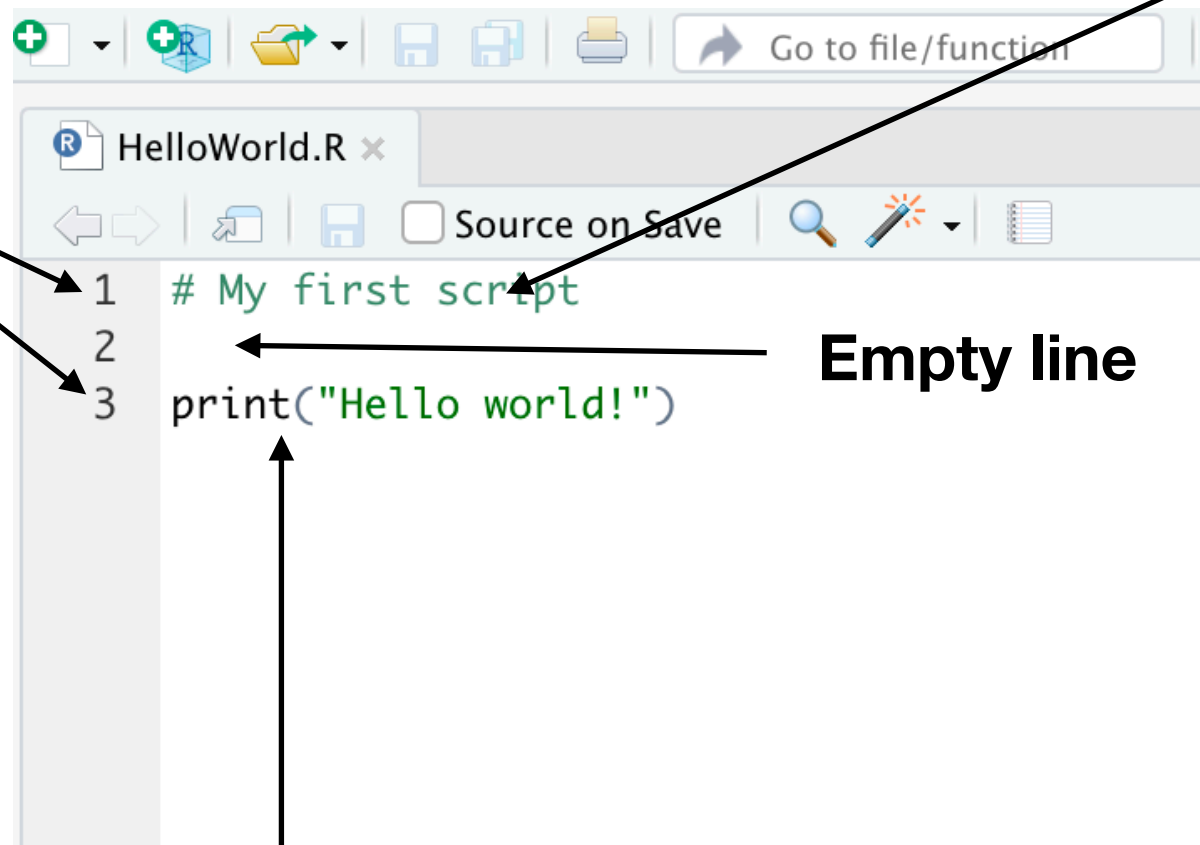 R
Go to file/function
R HelloWorld.R
Source on Save
1 # My first script
2
Empty line
3 print("Hello world!")